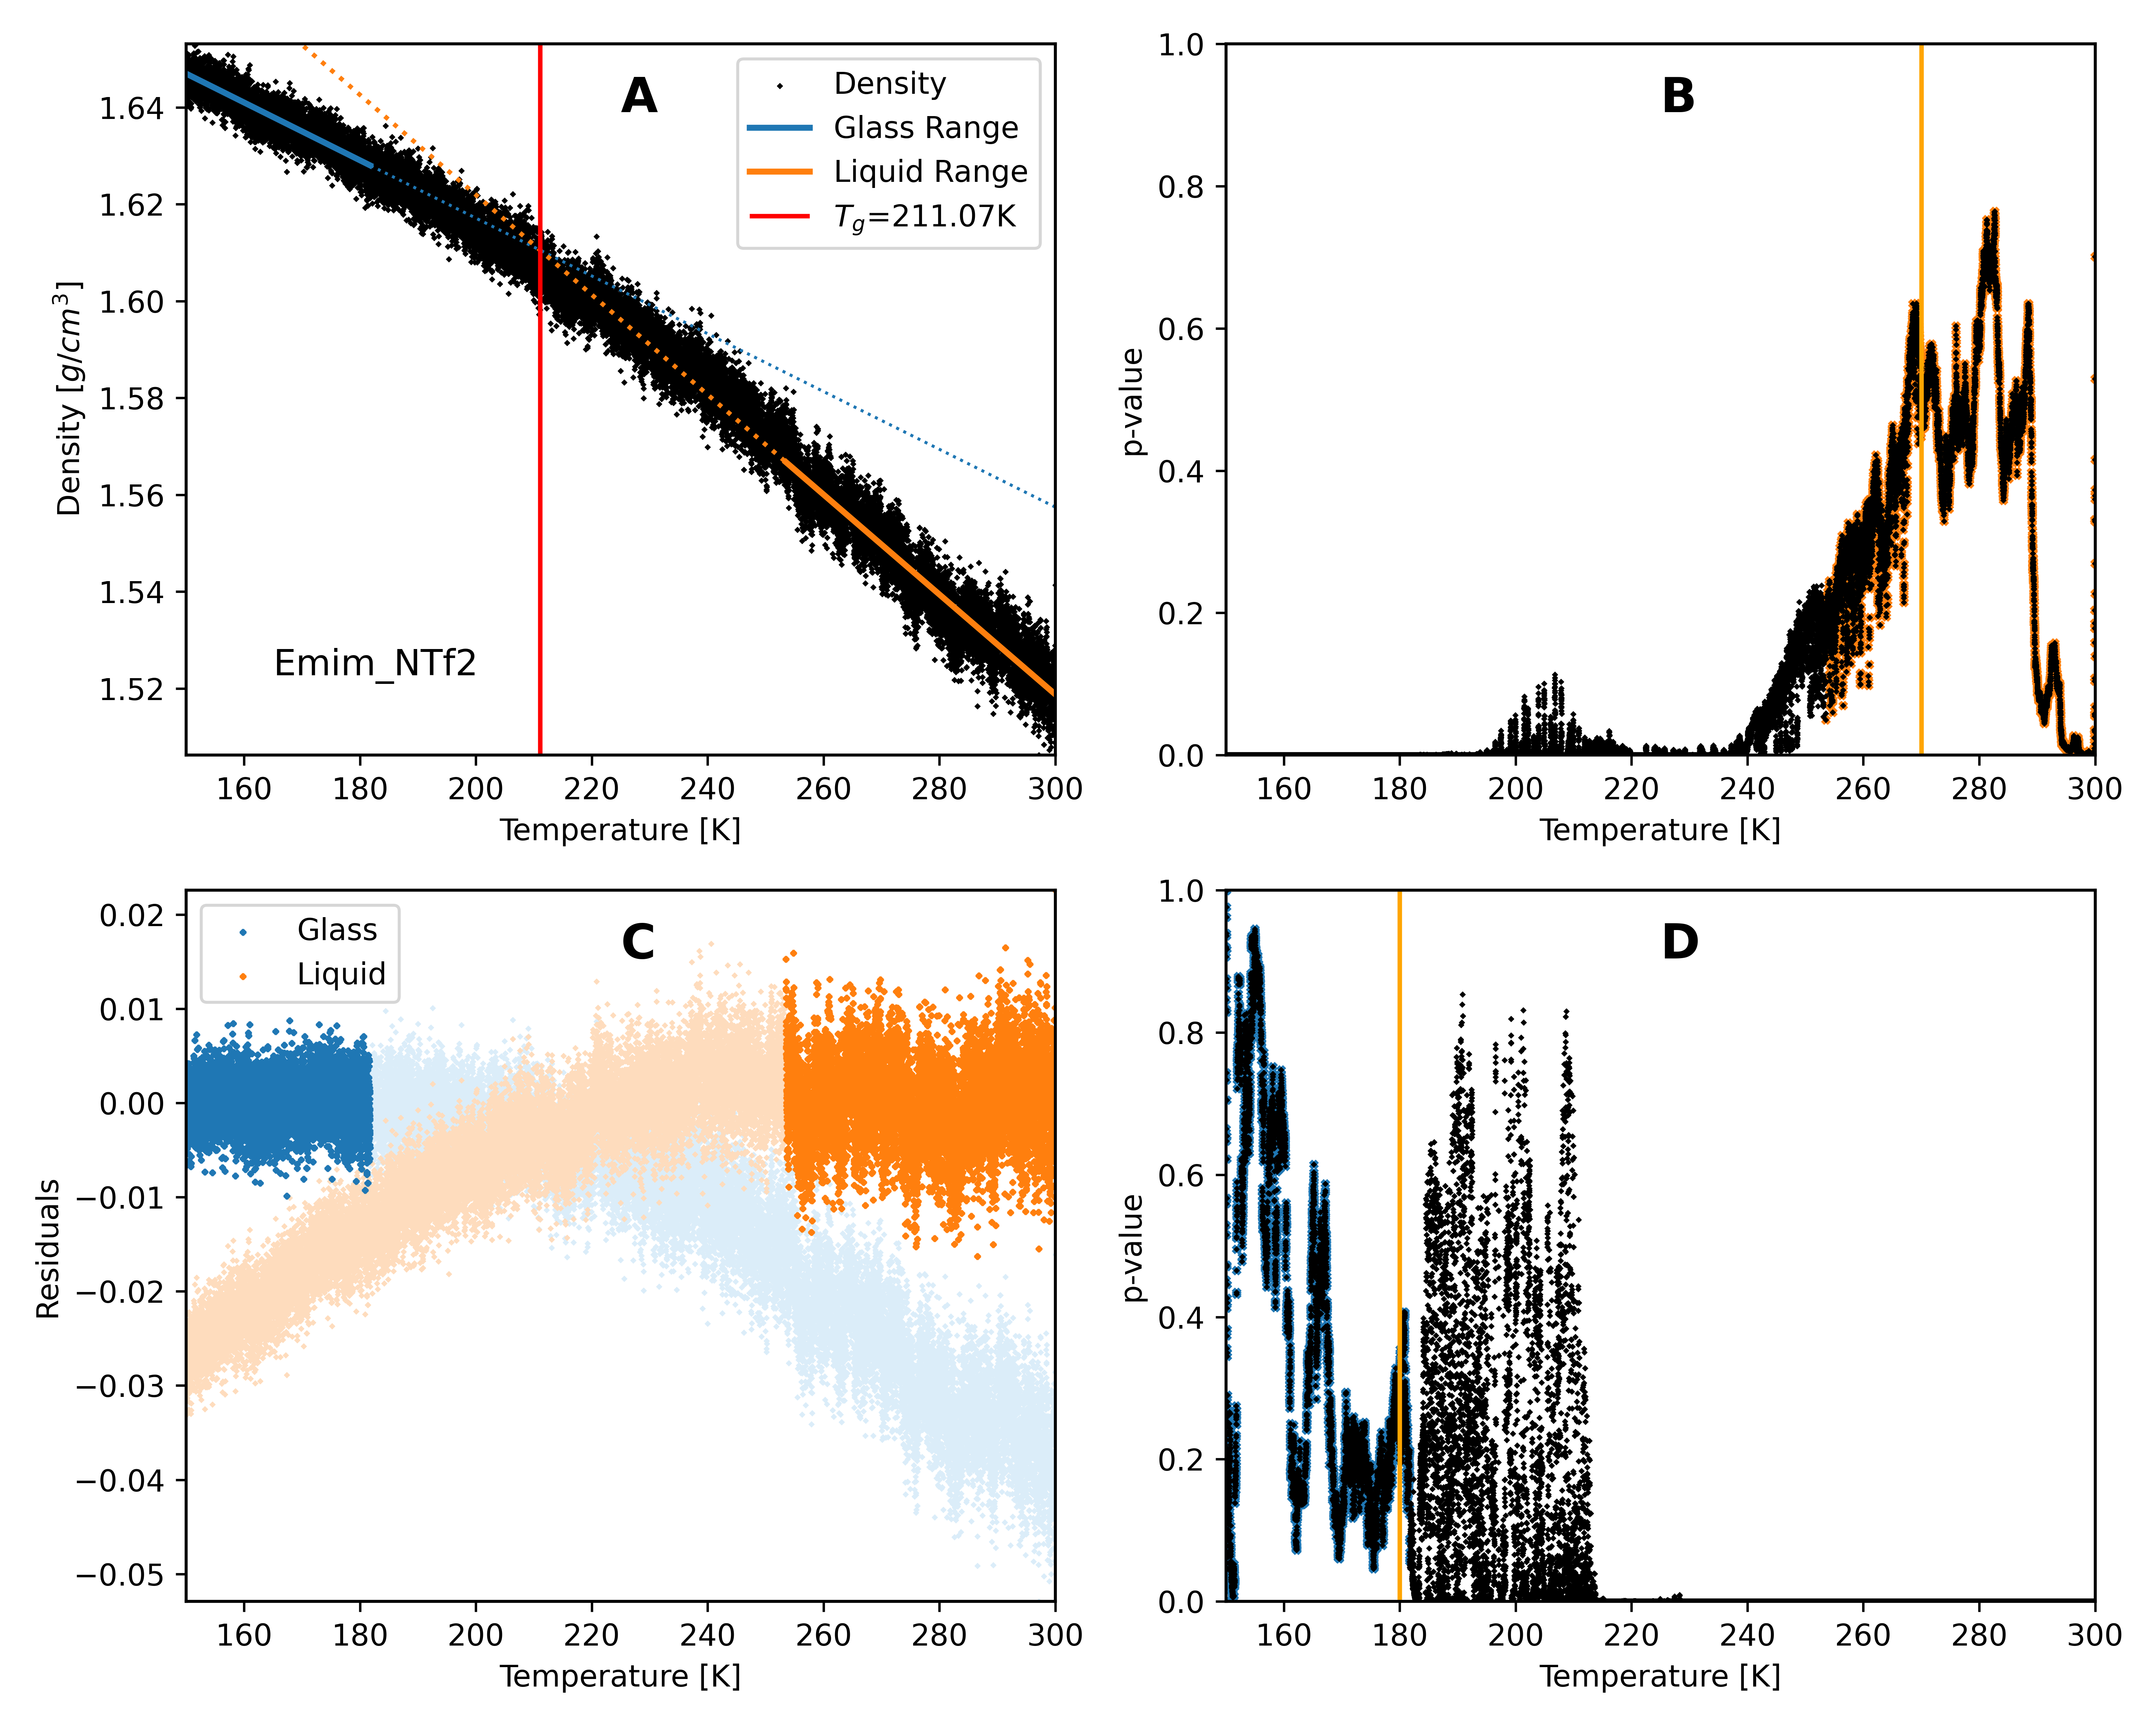 A
Density
Glass Range
Liquid Range
T_g=211.07K
Emim_NTf2
1.64
1.62
1.60
1.58
1.56
1.54
1.52
Density [g/cm³]
160 180 200 220 240 260 280 300
Temperature [K]
B
1.0
0.8
0.6
0.4
0.2
0.0
p-value
160 180 200 220 240 260 280 300
Temperature [K]
C
Glass
Liquid
0.02
0.01
0.00
−0.01
−0.02
−0.03
−0.04
−0.05
Residuals
160 180 200 220 240 260 280 300
Temperature [K]
D
1.0
0.8
0.6
0.4
0.2
0.0
p-value
160 180 200 220 240 260 280 300
Temperature [K]